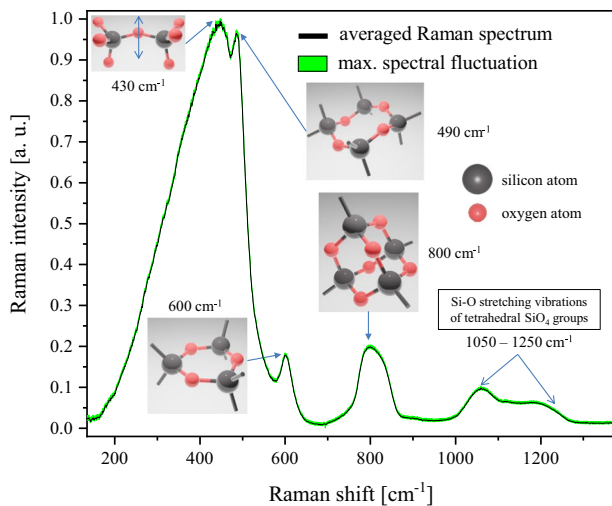 averaged Raman spectrum
max. spectral fluctuation
430 cm⁻¹
490 cm⁻¹
silicon atom
oxygen atom
800 cm⁻¹
600 cm⁻¹
Si-O stretching vibrations
of tetrahedral SiO₄ groups
1050 – 1250 cm⁻¹
Raman intensity [a. u.]
1.0
0.9
0.8
0.7
0.6
0.5
0.4
0.3
0.2
0.1
0.0
200 400 600 800 1000 1200
Raman shift [cm⁻¹]